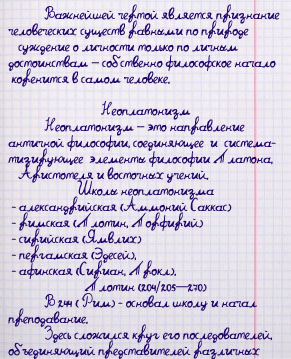 Важнейшей чертой является признание
человеческих существ равными по природе
суждение о личности только по личным
достоинствам – собственно философское начало
коренится в самом человеке.
Неоплатонизм
Неоплатонизм – это направление
античной философии, соединяющее и система-
тизирующее элементы философии Платона,
Аристотеля и восточных учений.
Школы неоплатонизма
- александрийская (Аммоний Саккас)
- римская (Плотин, Порфирий)
- сирийская (Ямвлих)
- пергамская (Эдесей),
- афинская (Сириан, Прокл).
Плотин (204/205—270)
В 244 (Рим) - основал школу и начал
преподавание.
Здесь сложился круг его последователей,
объединяющий представителей различных